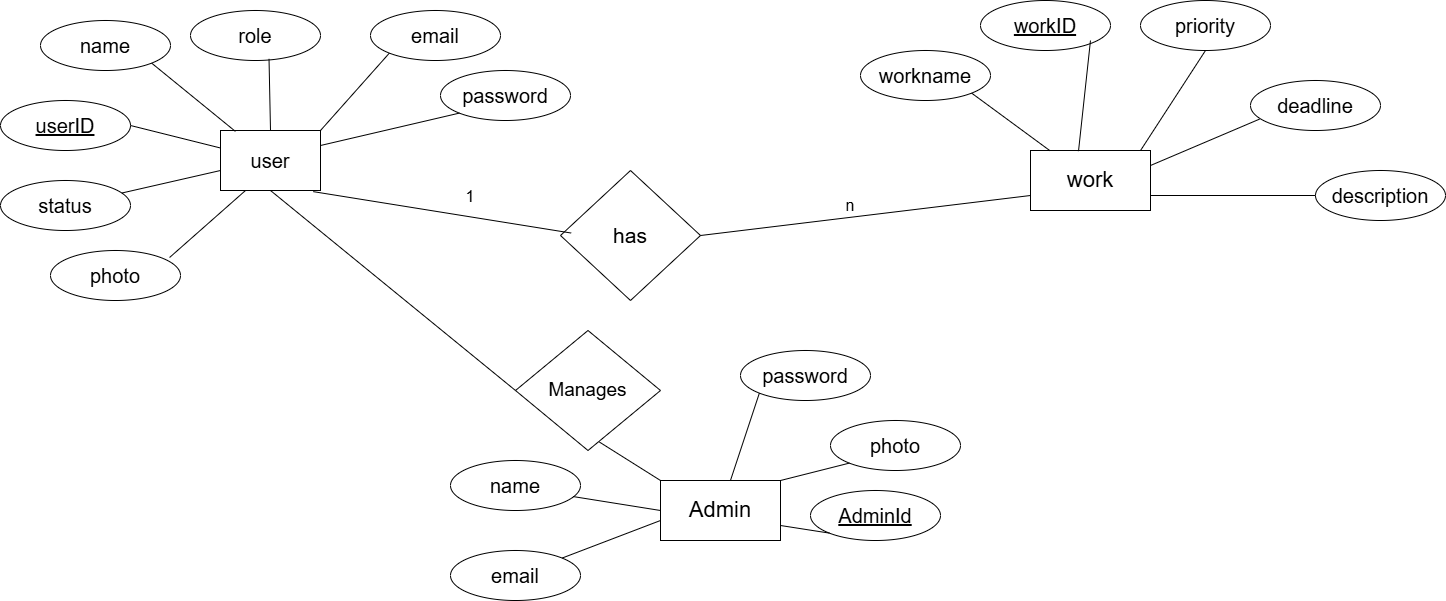 name
role
email
password
userID
user
status
photo
1
has
n
workID
priority
workname
deadline
work
description
Manages
password
photo
name
Admin
AdminId
email